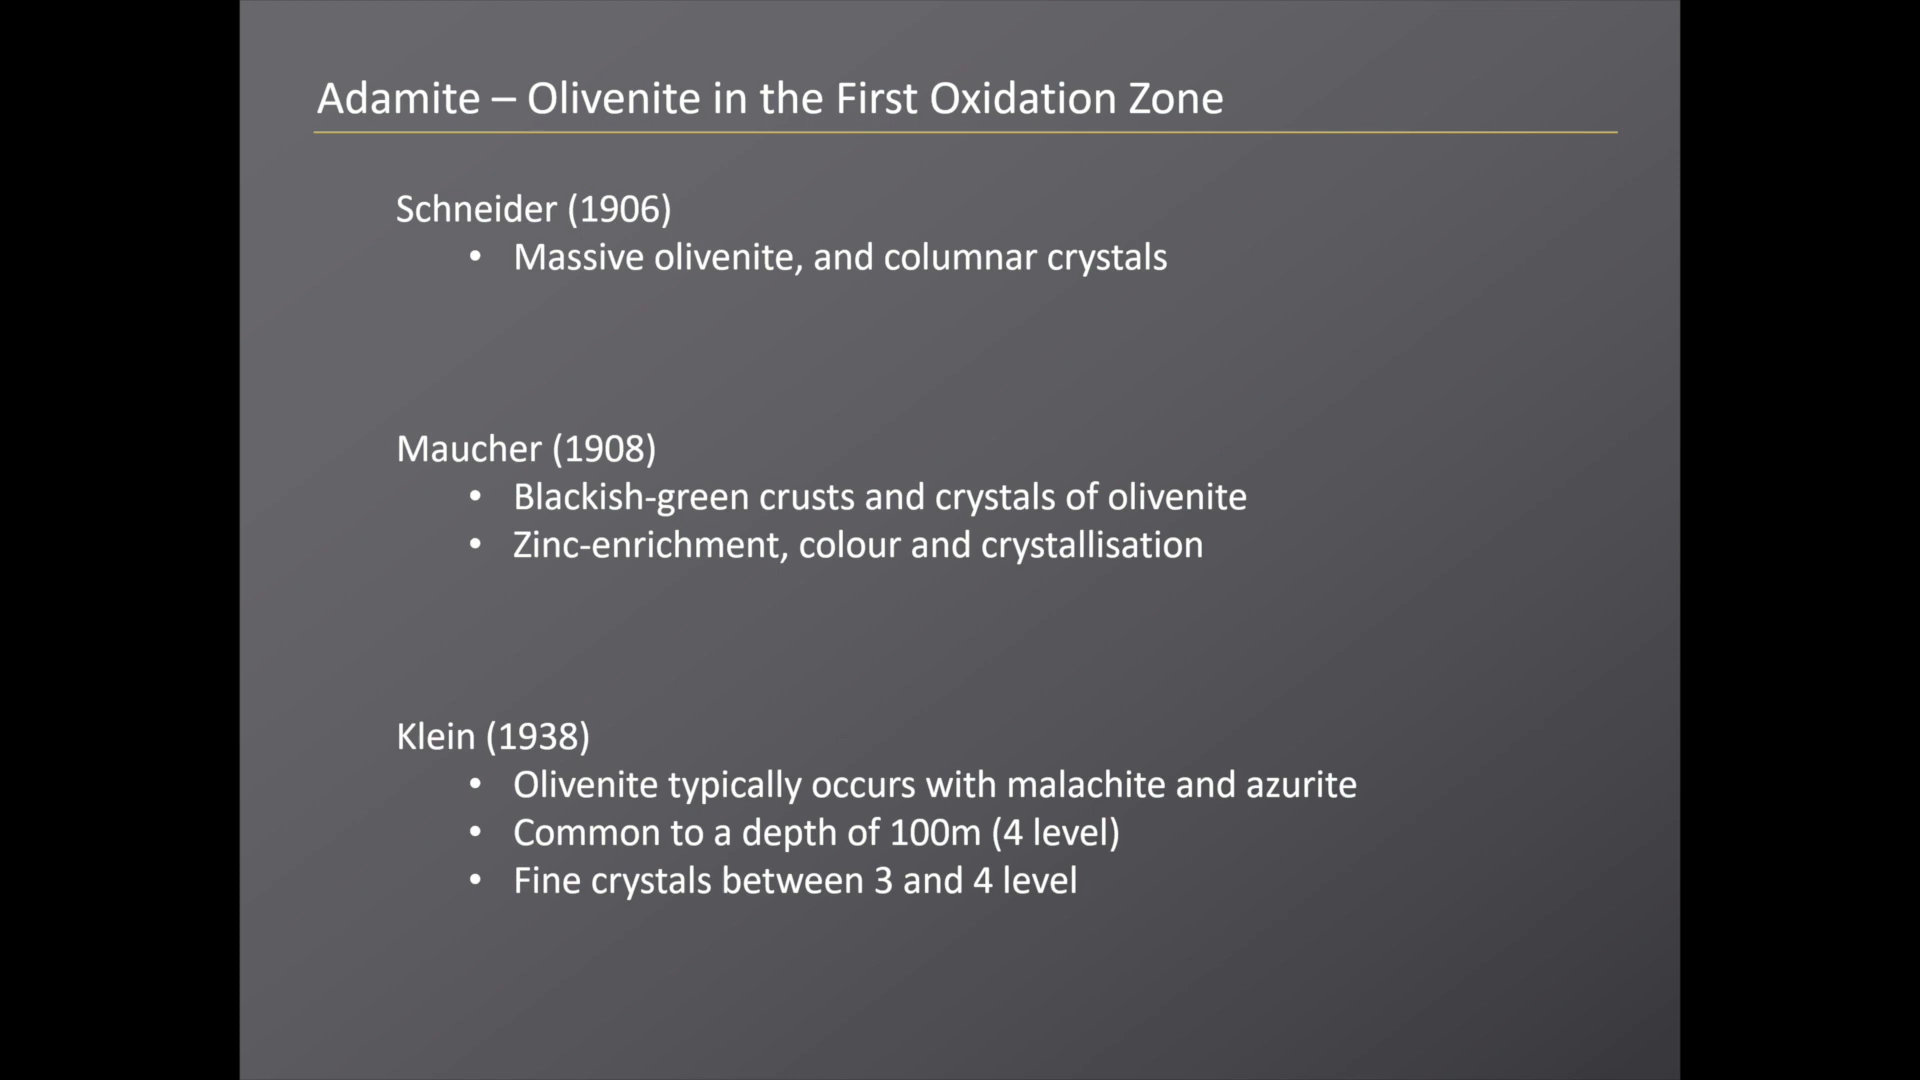 Adamite – Olivenite in the First Oxidation Zone
Schneider (1906)
• Massive olivenite, and columnar crystals
Maucher (1908)
• Blackish-green crusts and crystals of olivenite
• Zinc-enrichment, colour and crystallisation
Klein (1938)
• Olivenite typically occurs with malachite and azurite
• Common to a depth of 100m (4 level)
• Fine crystals between 3 and 4 level